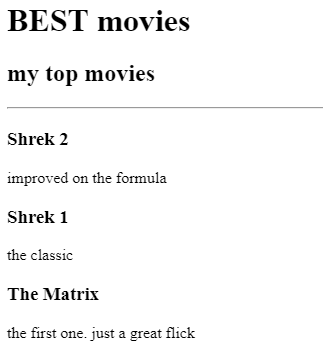 BEST movies
my top movies
Shrek 2
improved on the formula
Shrek 1
the classic
The Matrix
the first one. just a great flick